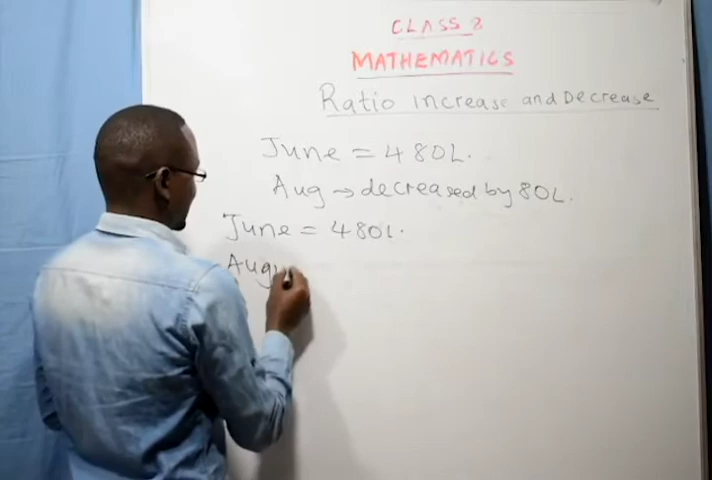 CLASS 8
MATHEMATICS
Ratio increase and Decrease
June = 480L.
Aug → decreased by 80L.
June = 480L.
Aug